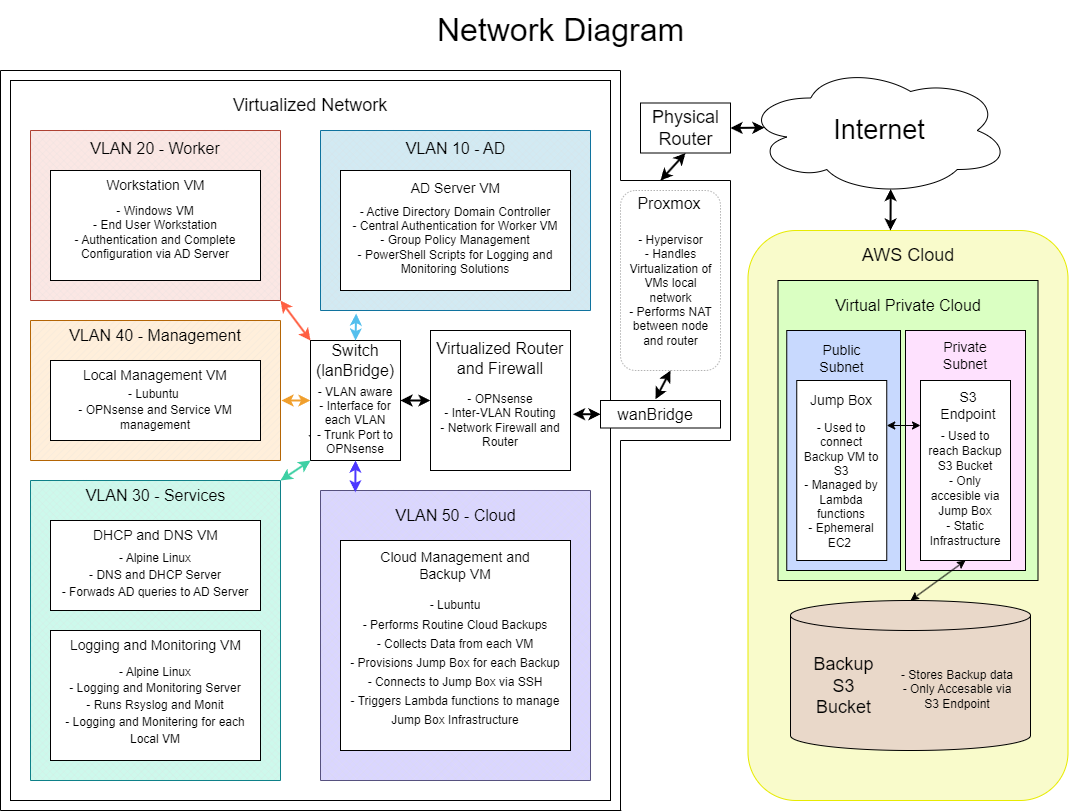 Network Diagram
Virtualized Network
VLAN 20 - Worker
Workstation VM
- Windows VM
- End User Workstation
- Authentication and Complete
Configuration via AD Server
VLAN 10 - AD
AD Server VM
- Active Directory Domain Controller
- Central Authentication for Worker VM
- Group Policy Management
- PowerShell Scripts for Logging and
Monitoring Solutions
VLAN 40 - Management
Local Management VM
- Lubuntu
- OPNsense and Service VM
management
Switch
(lanBridge)
- VLAN aware
- Interface for
each VLAN
- Trunk Port to
OPNsense
Virtualized Router
and Firewall
- OPNsense
- Inter-VLAN Routing
- Network Firewall and
Router
VLAN 30 - Services
DHCP and DNS VM
- Alpine Linux
- DNS and DHCP Server
- Forwads AD queries to AD Server
Logging and Monitoring VM
- Alpine Linux
- Logging and Monitoring Server
- Runs Rsyslog and Monit
- Logging and Monitering for each
Local VM
VLAN 50 - Cloud
Cloud Management and
Backup VM
- Lubuntu
- Performs Routine Cloud Backups
- Collects Data from each VM
- Provisions Jump Box for each Backup
- Connects to Jump Box via SSH
- Triggers Lambda functions to manage
Jump Box Infrastructure
Physical
Router
Proxmox
- Hypervisor
- Handles
Virtualization of
VMs local
network
- Performs NAT
between node
and router
wanBridge
Internet
AWS Cloud
Virtual Private Cloud
Public
Subnet
Jump Box
- Used to
connect
Backup VM to
S3
- Managed by
Lambda
functions
- Ephemeral
EC2
Private
Subnet
S3
Endpoint
- Used to
reach Backup
S3 Bucket
- Only
accesible via
Jump Box
- Static
Infrastructure
Backup
S3
Bucket
- Stores Backup data
- Only Accesable via
S3 Endpoint